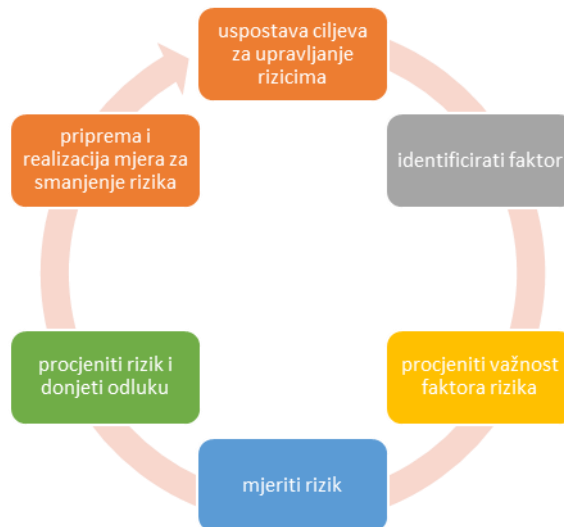 uspostava ciljeva
za upravljanje
rizicima
identificirati faktor
procjeniti važnost
faktora rizika
mjeriti rizik
procjeniti rizik i
donjeti odluku
priprema i
realizacija mjera za
smanjenje rizika